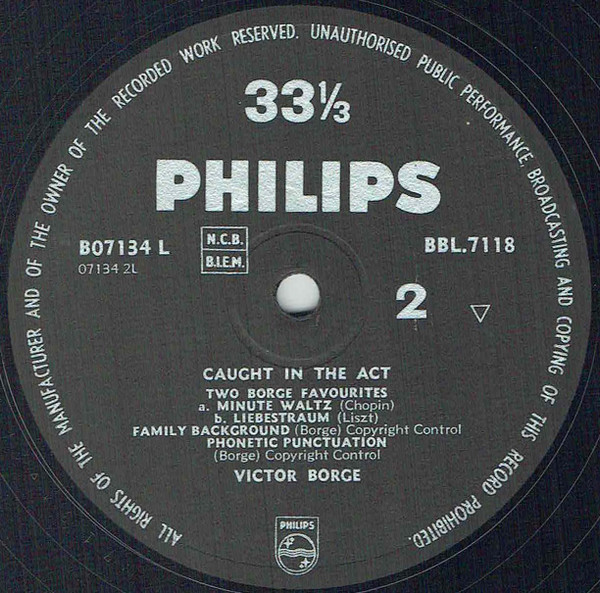 ALL RIGHTS OF THE MANUFACTURER AND OF THE OWNER OF THE RECORDED WORK RESERVED. UNAUTHORISED PUBLIC PERFORMANCE, BROADCASTING AND COPYING OF THIS RECORD PROHIBITED.
33⅓
PHILIPS
B07134 L
07134 2L
N.C.B.
B.I.E.M.
BBL.7118
2
CAUGHT IN THE ACT
TWO BORGE FAVOURITES
a. MINUTE WALTZ (Chopin)
b. LIEBESTRAUM (Liszt)
FAMILY BACKGROUND (Borge) Copyright Control
PHONETIC PUNCTUATION
(Borge) Copyright Control
VICTOR BORGE
PHILIPS